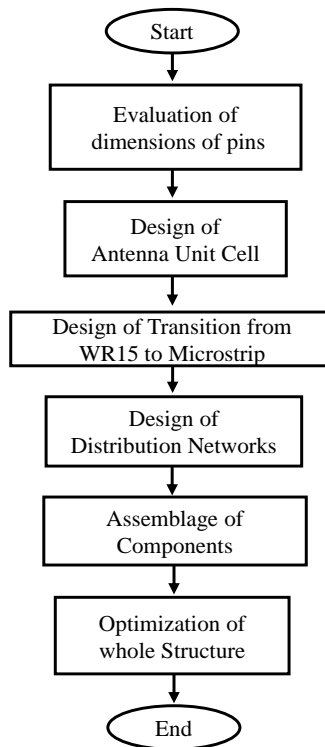 Start
Evaluation of
dimensions of pins
Design of
Antenna Unit Cell
Design of Transition from
WR15 to Microstrip
Design of
Distribution Networks
Assemblage of
Components
Optimization of
whole Structure
End